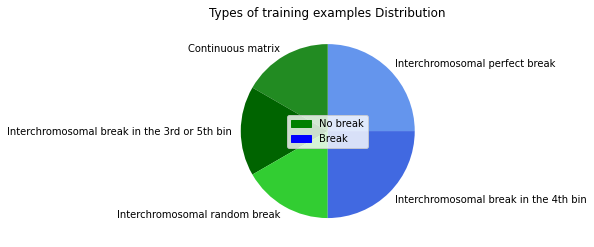 Types of training examples Distribution
Continuous matrix
Interchromosomal perfect break
No break
Break
Interchromosomal break in the 3rd or 5th bin
Interchromosomal break in the 4th bin
Interchromosomal random break